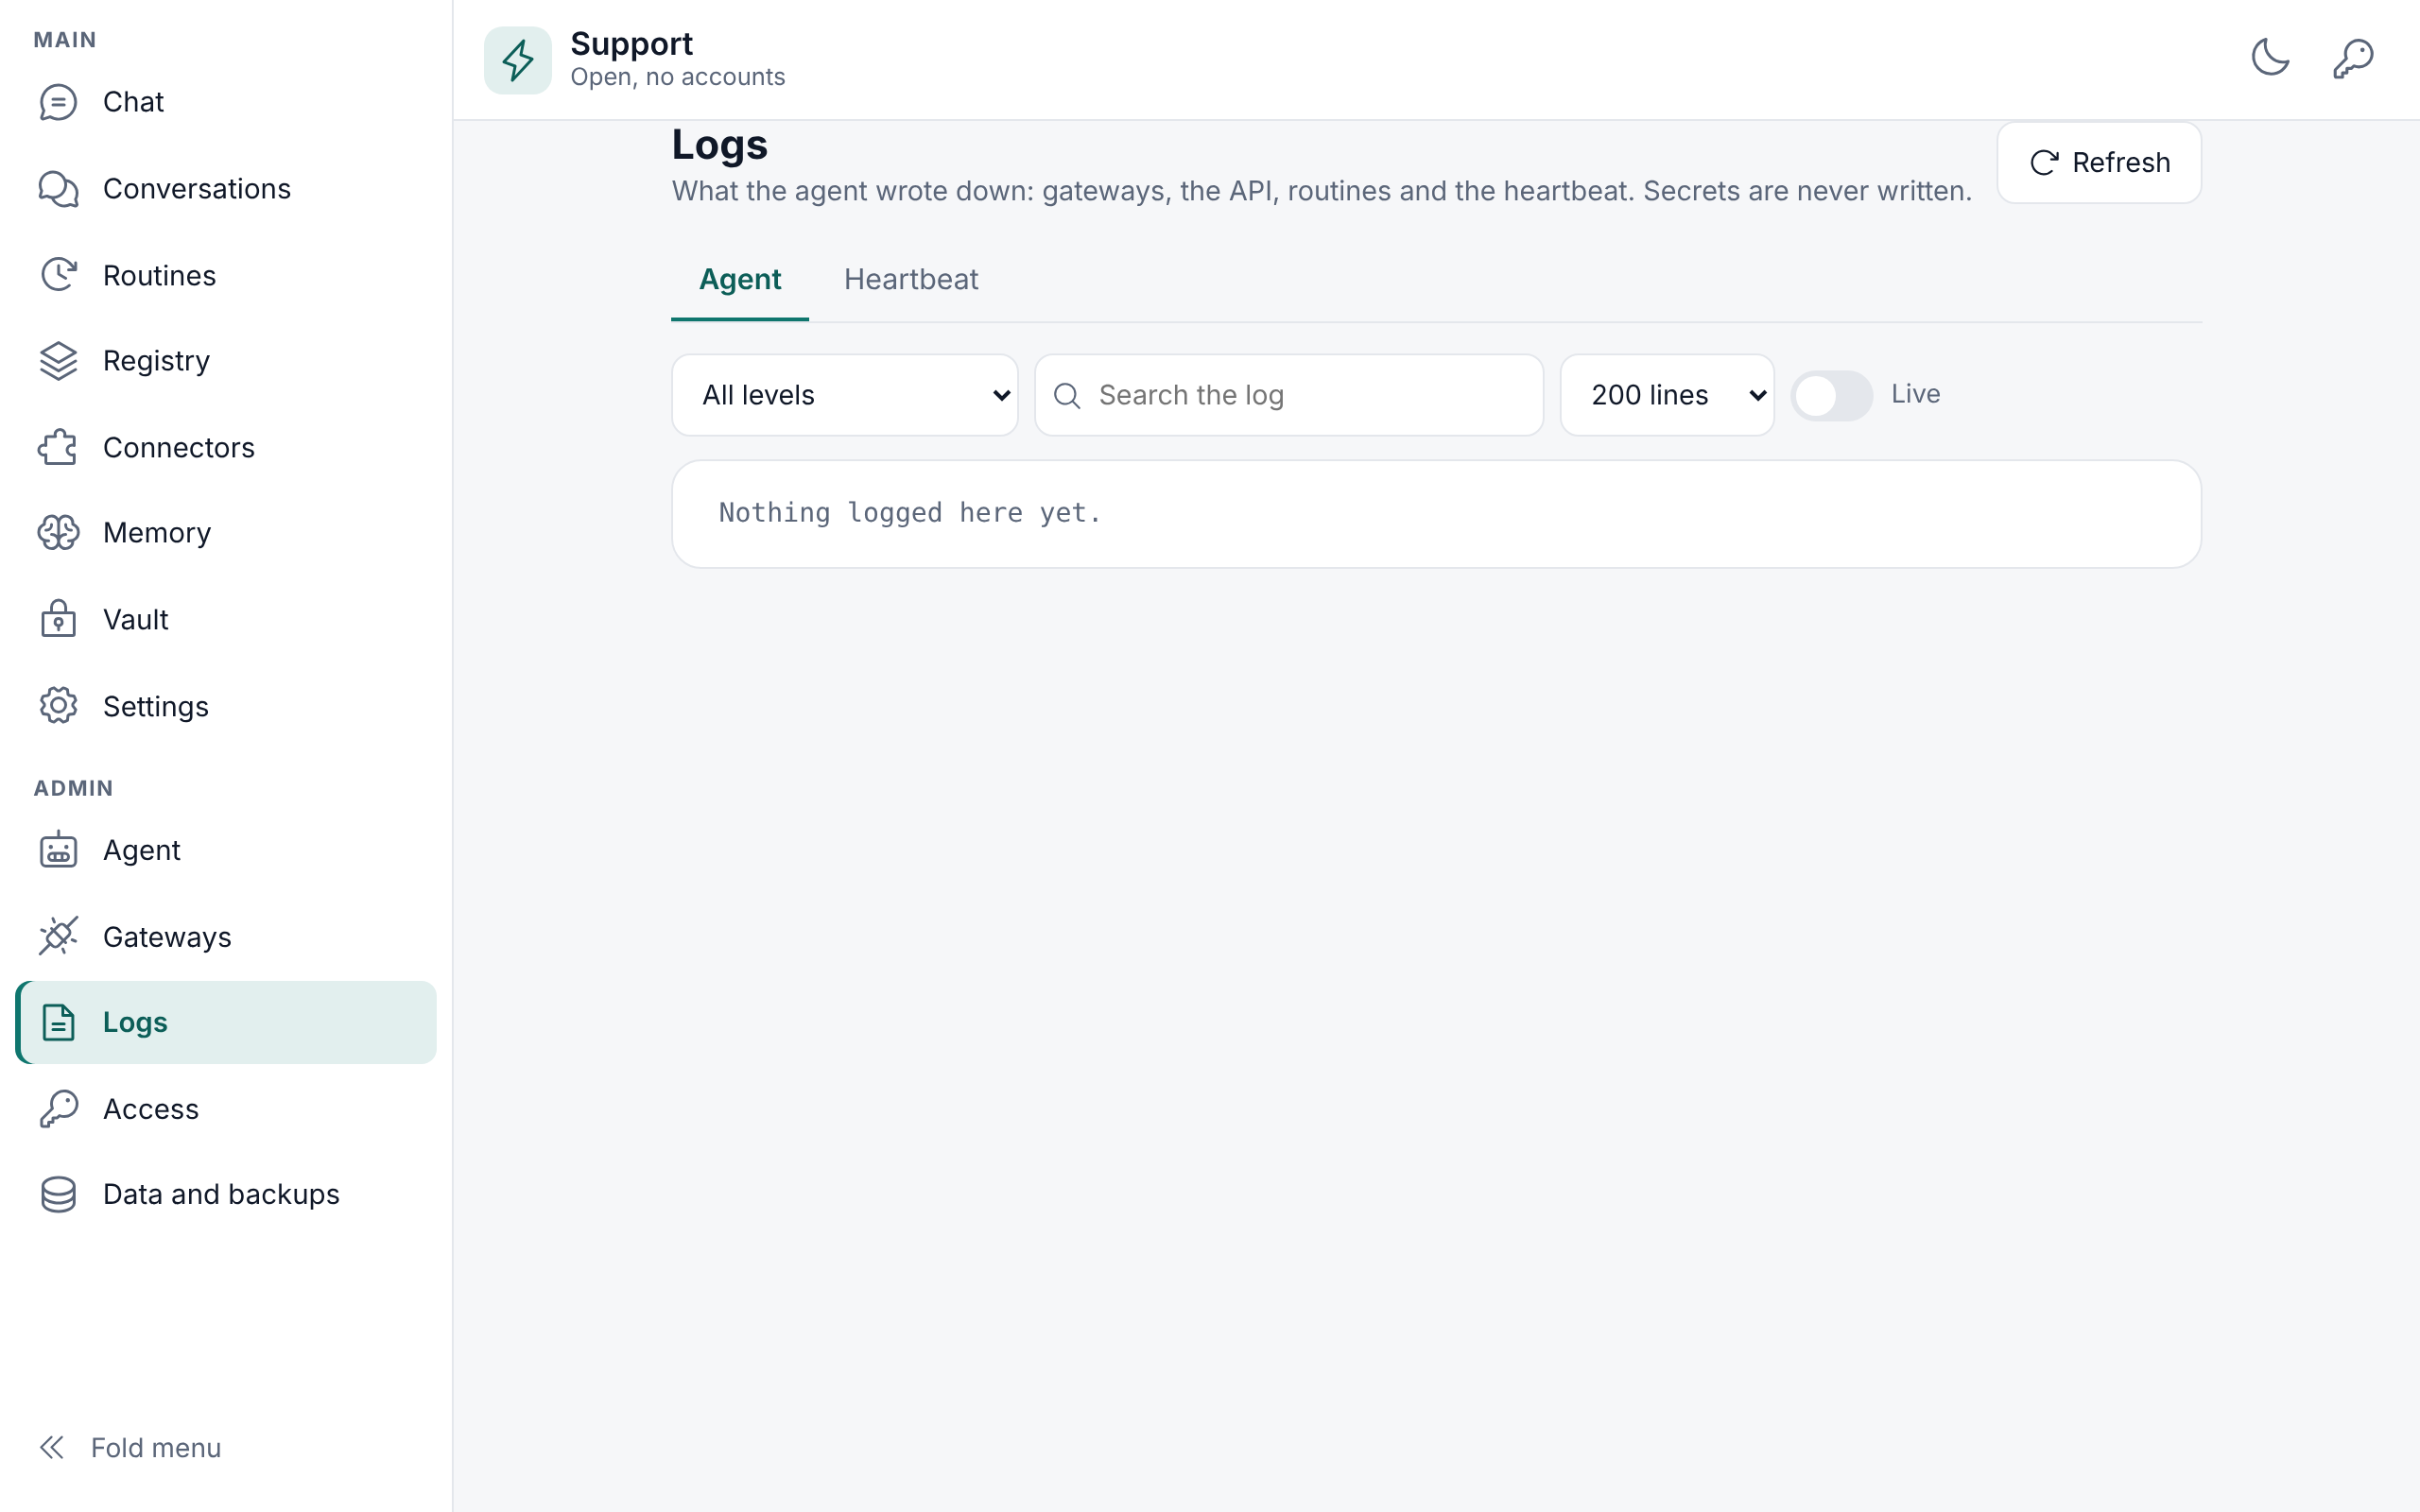 MAIN
Chat
Conversations
Routines
Registry
Connectors
Memory
Vault
Settings
ADMIN
Agent
Gateways
Logs
Access
Data and backups
Fold menu
Support
Open, no accounts
Logs
What the agent wrote down: gateways, the API, routines and the heartbeat. Secrets are never written.
Refresh
Agent
Heartbeat
All levels
Search the log
200 lines
Live
Nothing logged here yet.